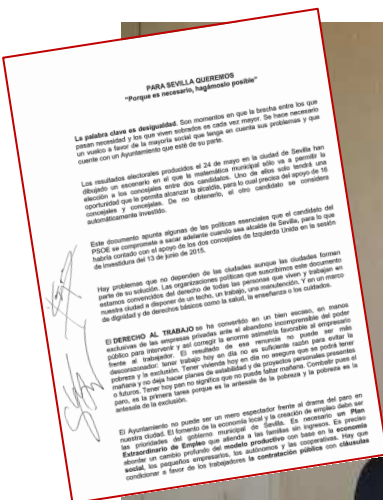 PARA SEVILLA QUEREMOS
"Porque es necesario, hagámoslo posible"
La palabra clave es desigualdad. Son momentos en que la brecha entre los que
pasan necesidad y los que viven sobrados es cada vez mayor. Se hace necesario
un vuelco a favor de la mayoría social que tenga en cuenta sus problemas y que
cuente con un Ayuntamiento que esté de su parte.
Los resultados electorales producidos el 24 de mayo en la ciudad de Sevilla han
dibujado un escenario en el que la matemática municipal sólo va a permitir la
elección a los concejales entre dos candidatos. Uno de ellos solo tendrá una
oportunidad que le permita alcanzar la alcaldía, para lo cual precisa del apoyo de 16
concejales y concejalas. De no obtenerlo, el otro candidato se considera
automáticamente investido.
Este documento apunta algunas de las políticas esenciales que el candidato del
PSOE se compromete a sacar adelante cuando sea alcalde de Sevilla, para lo que
habría contado con el apoyo de los dos concejales de Izquierda Unida en la sesión
de investidura del 13 de junio de 2015.
Hay problemas que no dependen de las ciudades aunque las ciudades formen
parte de su solución. Las organizaciones políticas que suscribimos este documento
estamos convencidos del derecho de todas las personas que viven y trabajan en
nuestra ciudad a disponer de un techo, un trabajo, una manutención. Y en un marco
de dignidad y de derechos básicos como la salud, la enseñanza o los cuidados.
El DERECHO AL TRABAJO se ha convertido en un bien escaso, en manos
exclusivas de las empresas privadas ante el abandono incomprensible del poder
público para intervenir y así corregir la enorme asimetría favorable al empresario
frente al trabajador. El resultado de ese renuncio no puede ser más
descorazonador: tener trabajo hoy en día no es suficiente razón para evitar la
pobreza y la exclusión. Tener vivienda hoy en día no asegura que se podrá tener
mañana y no deja hacer planes de estabilidad y de proyectos personales presentes
o futuros. Tener hoy pan no significa que no puede faltar mañana. Combatir pues el
paro, es la primera tarea porque es la antesala de la pobreza y la pobreza es la
antesala de la exclusión.
El Ayuntamiento no puede ser un mero espectador frente al drama del paro en
nuestra ciudad. El fomento de la economía local y la creación de empleo deben ser
las prioridades del gobierno municipal de Sevilla. Es necesario un Plan
Extraordinario de Empleo que atienda a las familias sin ingresos. Es preciso
abordar un cambio profundo del modelo productivo con base en la economía
social, los pequeños empresarios, los autónomos y las cooperativas. Hay que
condicionar a favor de los trabajadores la contratación pública con cláusulas